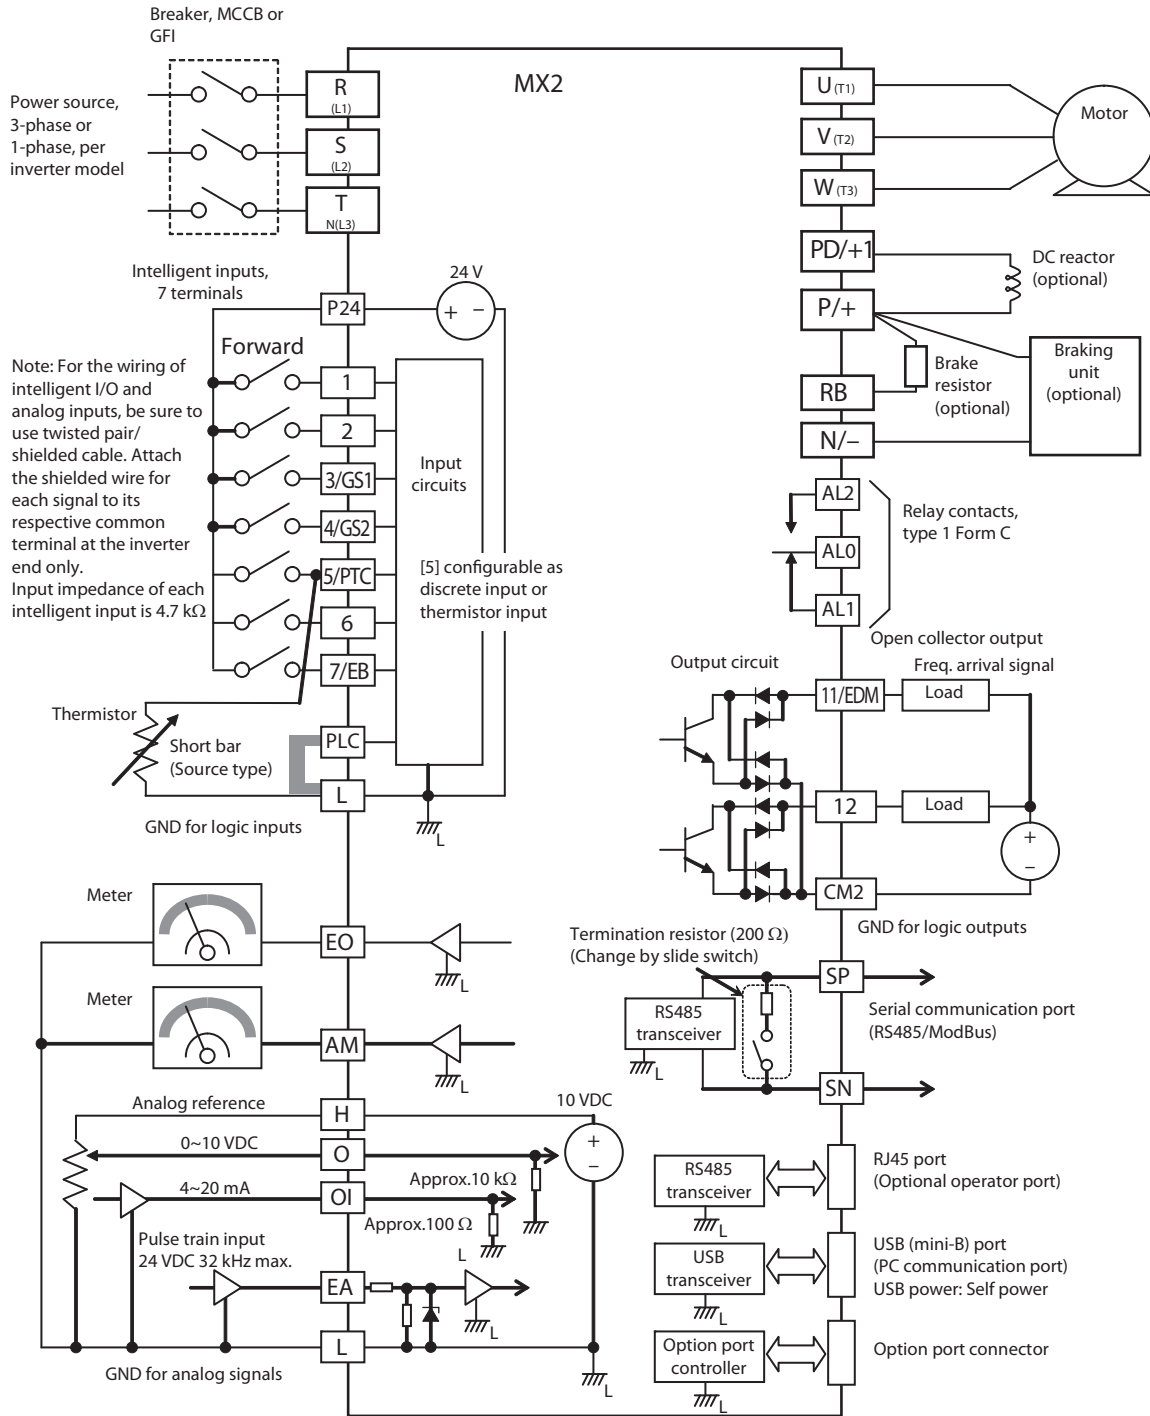 Breaker, MCCB or
GFI
MX2
Power source,
3-phase or
1-phase, per
inverter model
R
(L1)
S
(L2)
T
N(L3)
U(T1)
V(T2)
W(T3)
Motor
PD/+1
P/+
DC reactor
(optional)
RB
Brake
resistor
(optional)
Braking
unit
(optional)
N/−
Intelligent inputs,
7 terminals
24 V
P24
+ −
Forward
Note: For the wiring of
intelligent I/O and
analog inputs, be sure to
use twisted pair/
shielded cable. Attach
the shielded wire for
each signal to its
respective common
terminal at the inverter
end only.
Input impedance of each
intelligent input is 4.7 kΩ
1
2
3/GS1
4/GS2
5/PTC
6
7/EB
Input
circuits
[5] configurable as
discrete input or
thermistor input
AL2
AL0
AL1
Relay contacts,
type 1 Form C
Thermistor
Short bar
(Source type)
PLC
L
L
GND for logic inputs
Open collector output
Output circuit
Freq. arrival signal
11/EDM
Load
12
Load
+
−
CM2
GND for logic outputs
Meter
EO
L
Meter
AM
L
Termination resistor (200 Ω)
(Change by slide switch)
RS485
transceiver
L
SP
Serial communication port
(RS485/ModBus)
SN
Analog reference
H
10 VDC
+
−
0~10 VDC
O
Approx.10 kΩ
4~20 mA
OI
Approx.100 Ω
L
Pulse train input
24 VDC 32 kHz max.
EA
L
L
L
GND for analog signals
RS485
transceiver
L
RJ45 port
(Optional operator port)
USB
transceiver
L
USB (mini-B) port
(PC communication port)
USB power: Self power
Option port
controller
L
Option port connector